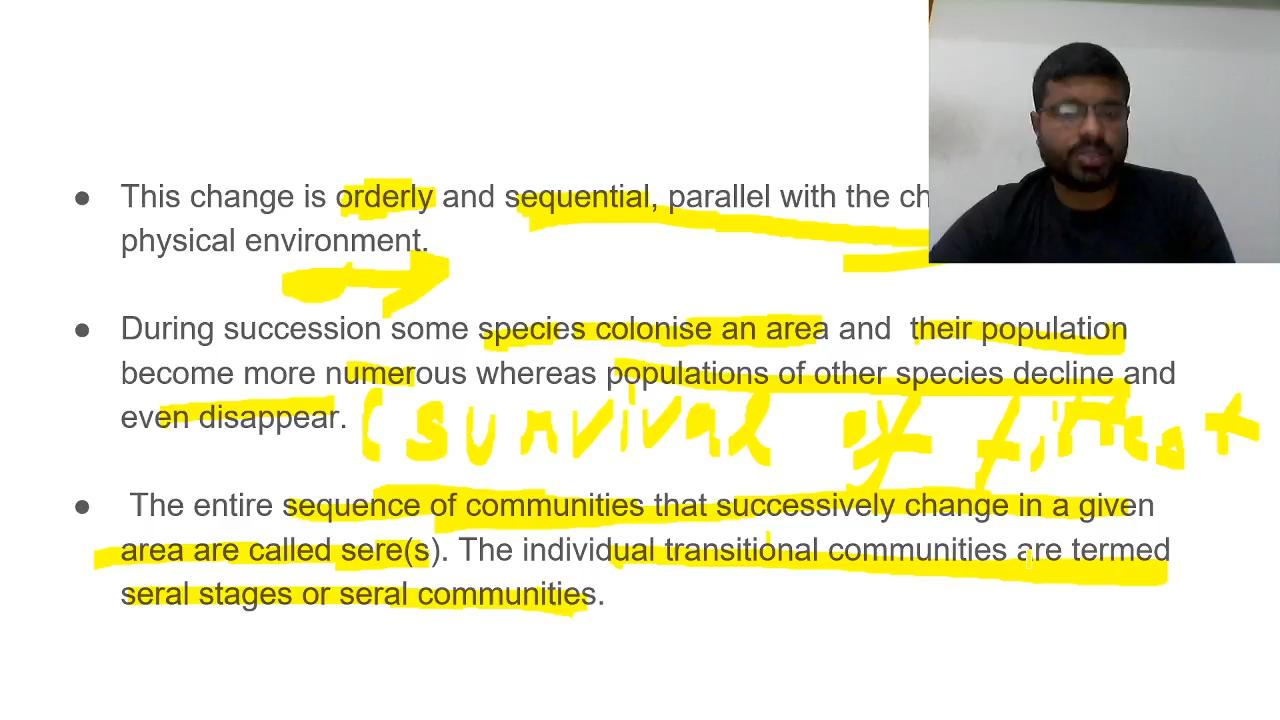 ● This change is orderly and sequential, parallel with the
physical environment.
● During succession some species colonise an area and their population
become more numerous whereas populations of other species decline and
even disappear. (survival of fittest
● The entire sequence of communities that successively change in a given
area are called sere(s). The individual transitional communities are termed
seral stages or seral communities.